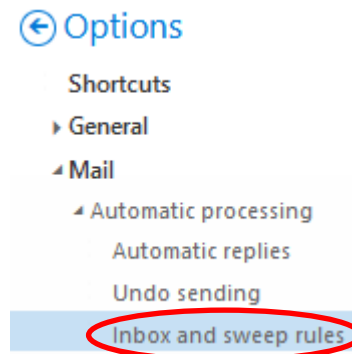 Options
Shortcuts
General
Mail
Automatic processing
Automatic replies
Undo sending
Inbox and sweep rules